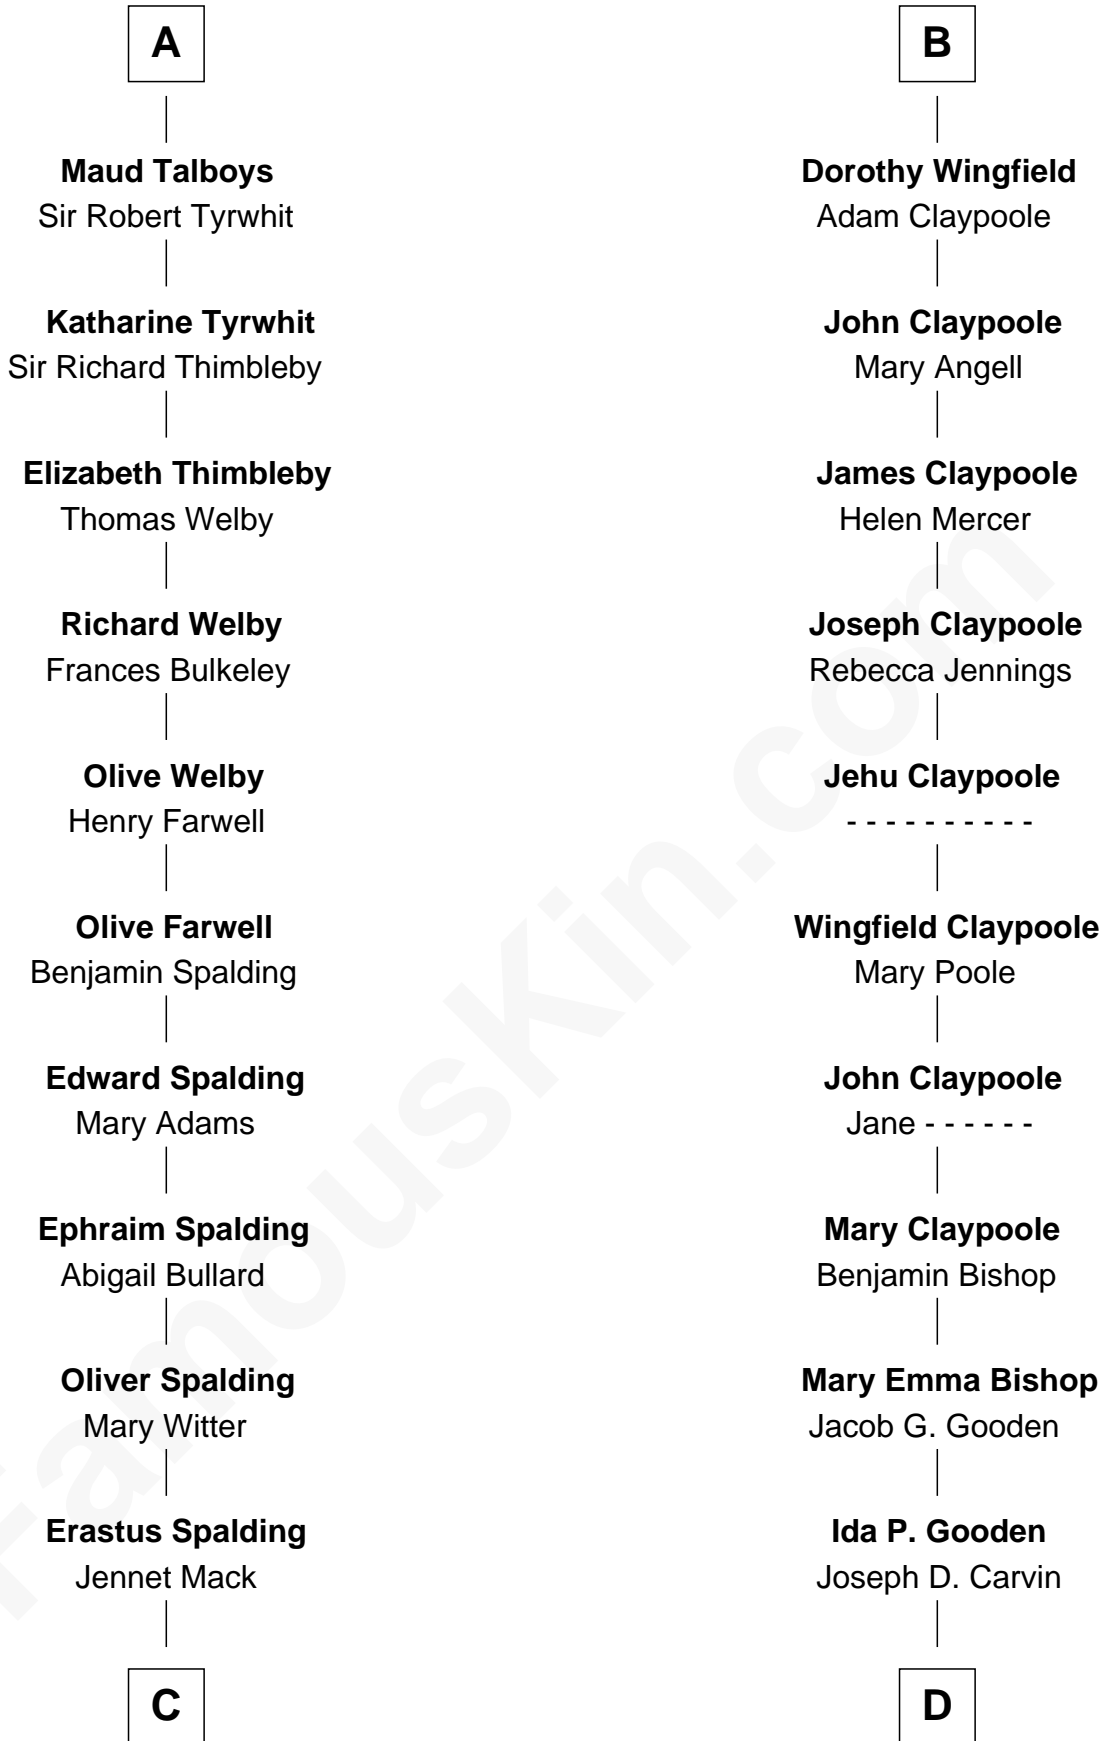 A
Maud Talboys
Sir Robert Tyrwhit
Katharine Tyrwhit
Sir Richard Thimbleby
Elizabeth Thimbleby
Thomas Welby
Richard Welby
Frances Bulkeley
Olive Welby
Henry Farwell
Olive Farwell
Benjamin Spalding
Edward Spalding
Mary Adams
Ephraim Spalding
Abigail Bullard
Oliver Spalding
Mary Witter
Erastus Spalding
Jennet Mack
C
B
Dorothy Wingfield
Adam Claypoole
John Claypoole
Mary Angell
James Claypoole
Helen Mercer
Joseph Claypoole
Rebecca Jennings
Jehu Claypoole
- - - - - - - - - -
Wingfield Claypoole
Mary Poole
John Claypoole
Jane - - - - - -
Mary Claypoole
Benjamin Bishop
Mary Emma Bishop
Jacob G. Gooden
Ida P. Gooden
Joseph D. Carvin
D
FamousKin.com